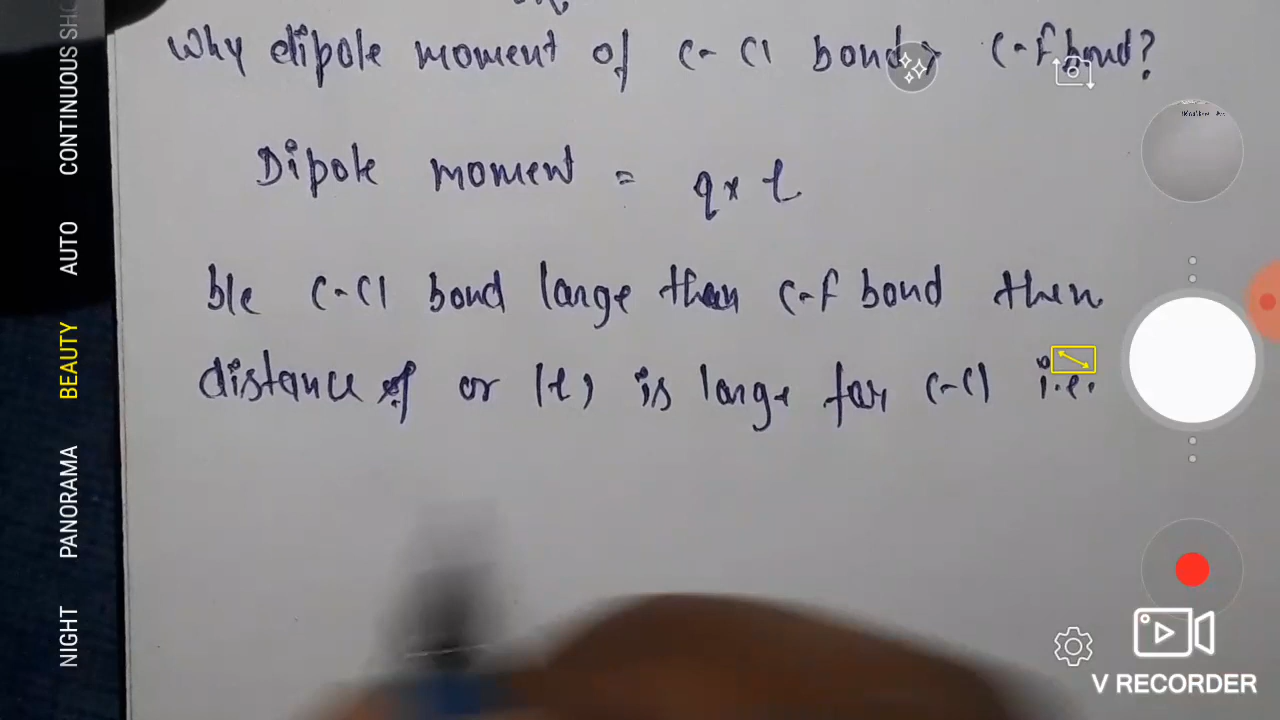 Why dipole moment of C-Cl bond > C-F bond?
Dipole moment = q x l
b/c C-Cl bond large than C-F bond then
distance of or (l) is large for C-Cl i.e.
CONTINUOUS SHO
AUTO
BEAUTY
PANORAMA
NIGHT
V RECORDER